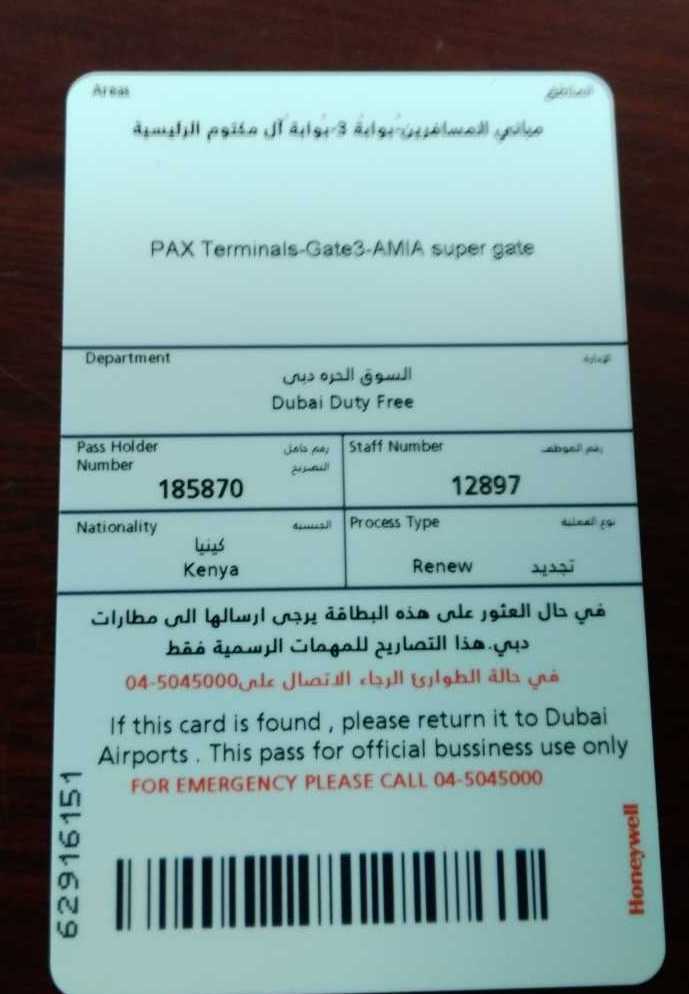 Areas المناطق
مباني المسافرين-بوابة 3-بوابة آل مكتوم الرئيسية
PAX Terminals-Gate3-AMIA super gate
Department الإدارة
السوق الحره دبى
Dubai Duty Free
Pass Holder Number رقم حامل التصريح
185870
Staff Number رقم الموظف
12897
Nationality الجنسية
كينيا
Kenya
Process Type نوع العملية
Renew تجديد
في حال العثور على هذه البطاقة يرجى ارسالها الى مطارات
دبي.هذا التصاريح للمهمات الرسمية فقط
في حالة الطوارئ الرجاء الاتصال على04-5045000
If this card is found , please return it to Dubai
Airports . This pass for official bussiness use only
FOR EMERGENCY PLEASE CALL 04-5045000
62916151
Honeywell